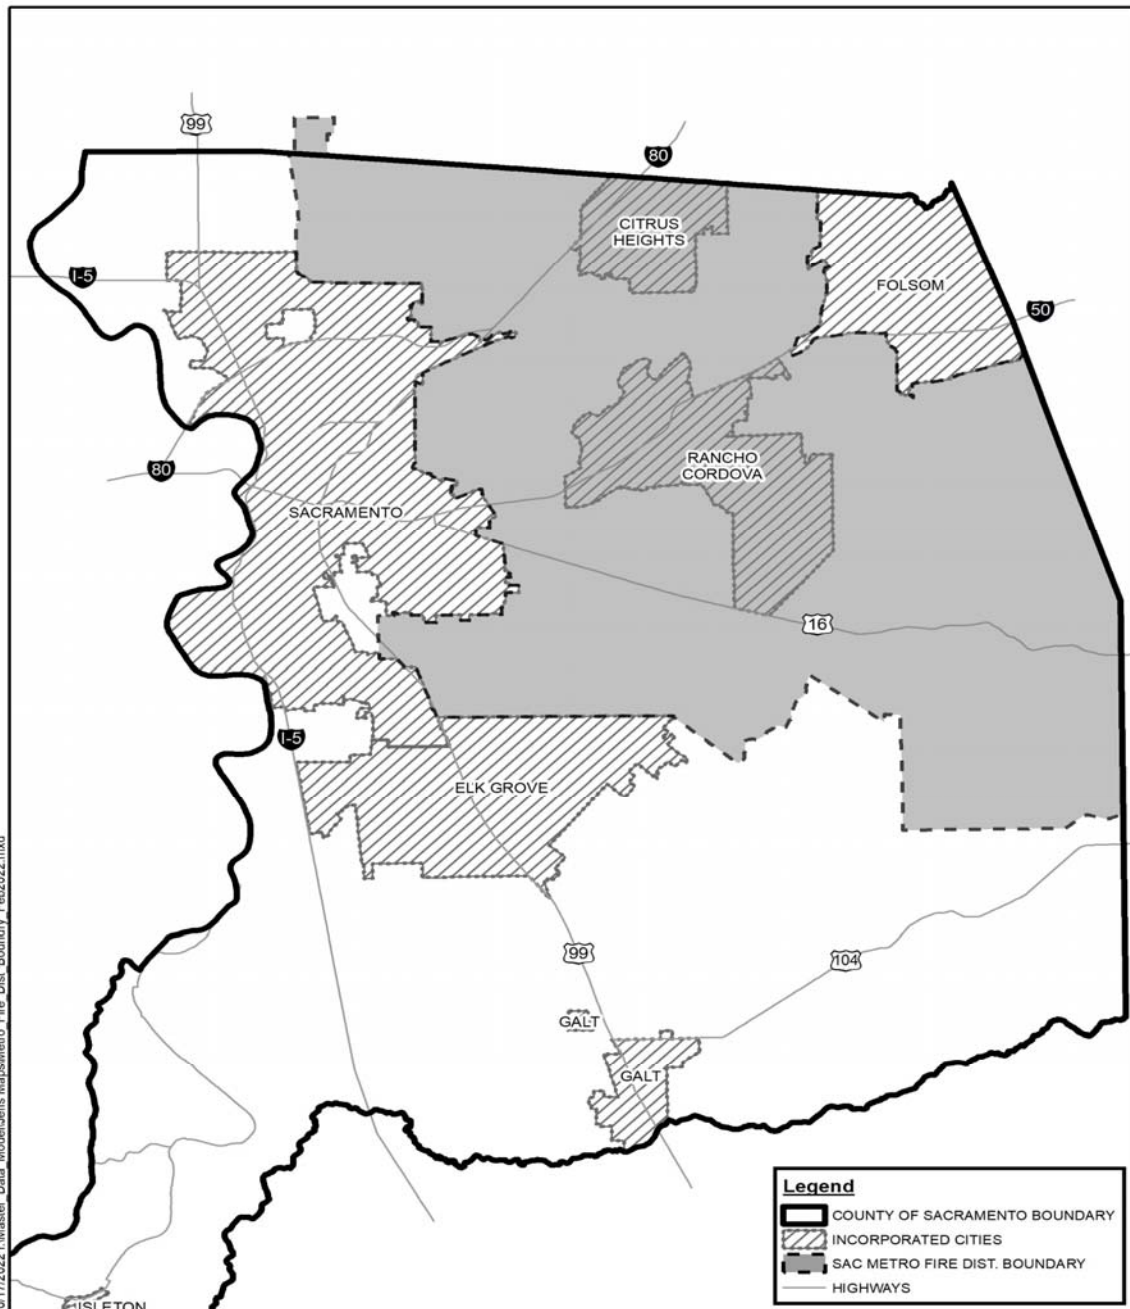 99
80
CITRUS
HEIGHTS
I-5
FOLSOM
50
RANCHO
CORDOVA
80
SACRAMENTO
16
I-5
ELK GROVE
99
104
GALT
GALT
ISLETON
Legend
COUNTY OF SACRAMENTO BOUNDARY
INCORPORATED CITIES
SAC METRO FIRE DIST. BOUNDARY
HIGHWAYS